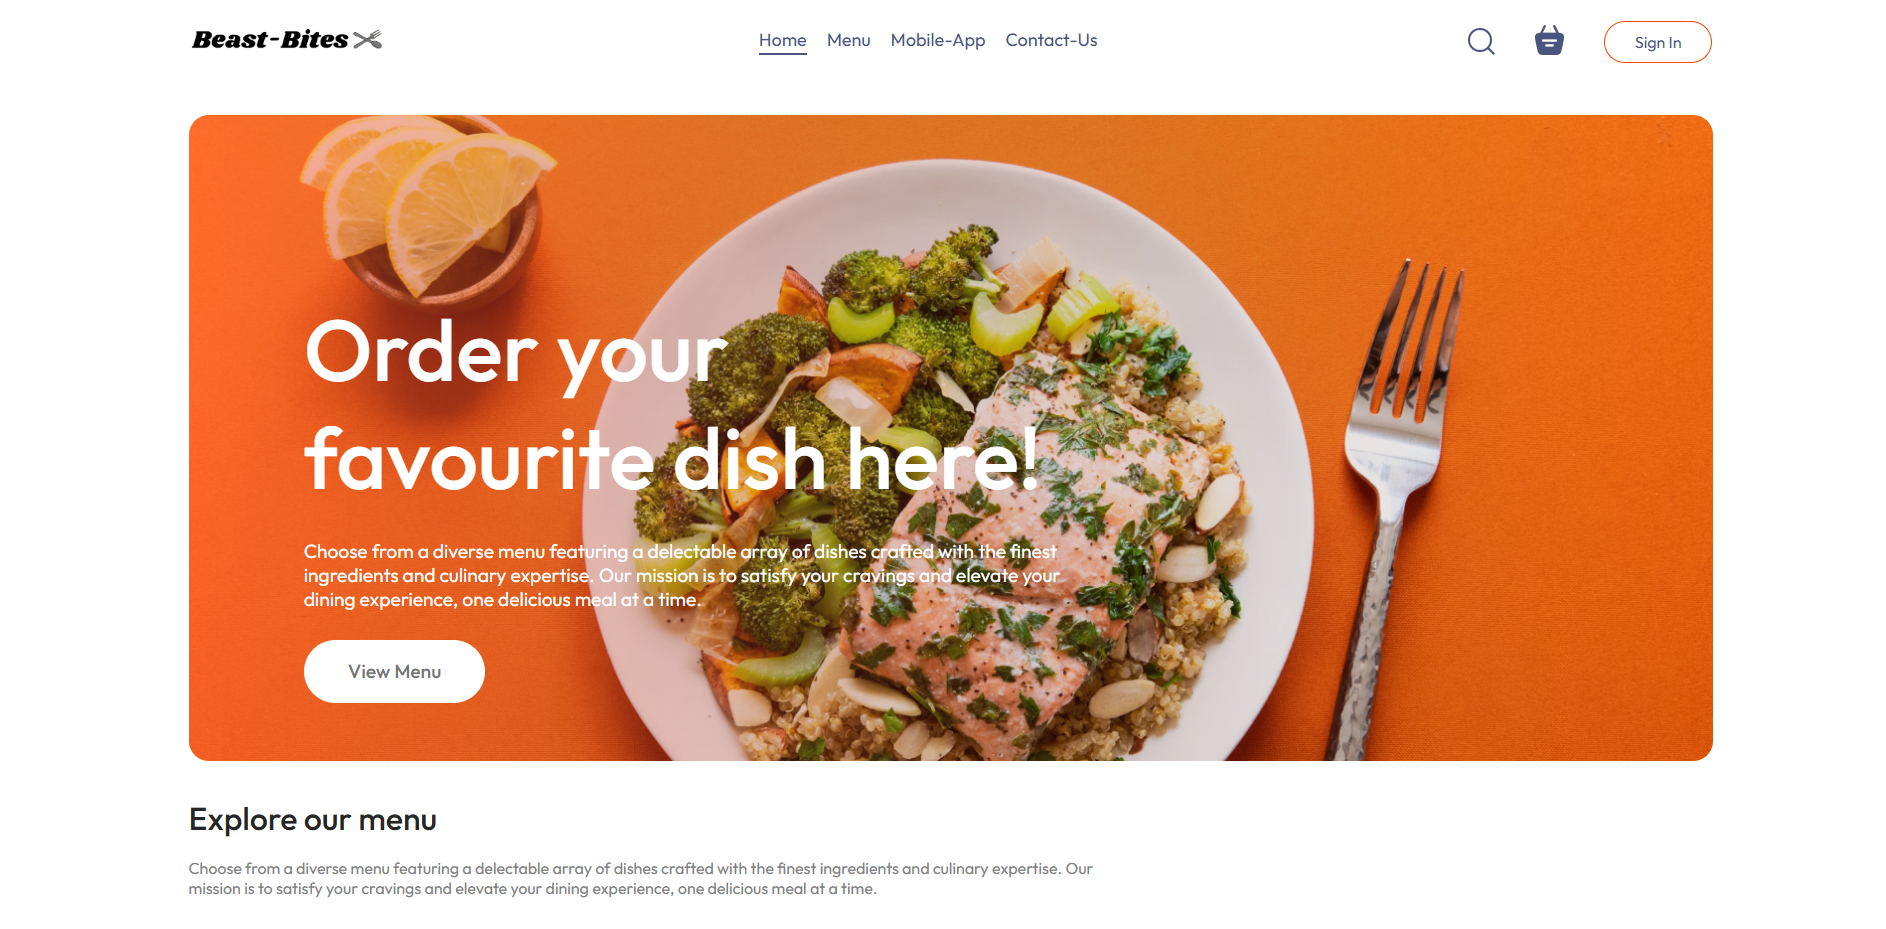 Beast-Bites
Home Menu Mobile-App Contact-Us
Sign In
Order your
favourite dish here!
Choose from a diverse menu featuring a delectable array of dishes crafted with the finest
ingredients and culinary expertise. Our mission is to satisfy your cravings and elevate your
dining experience, one delicious meal at a time.
View Menu
Explore our menu
Choose from a diverse menu featuring a delectable array of dishes crafted with the finest ingredients and culinary expertise. Our
mission is to satisfy your cravings and elevate your dining experience, one delicious meal at a time.